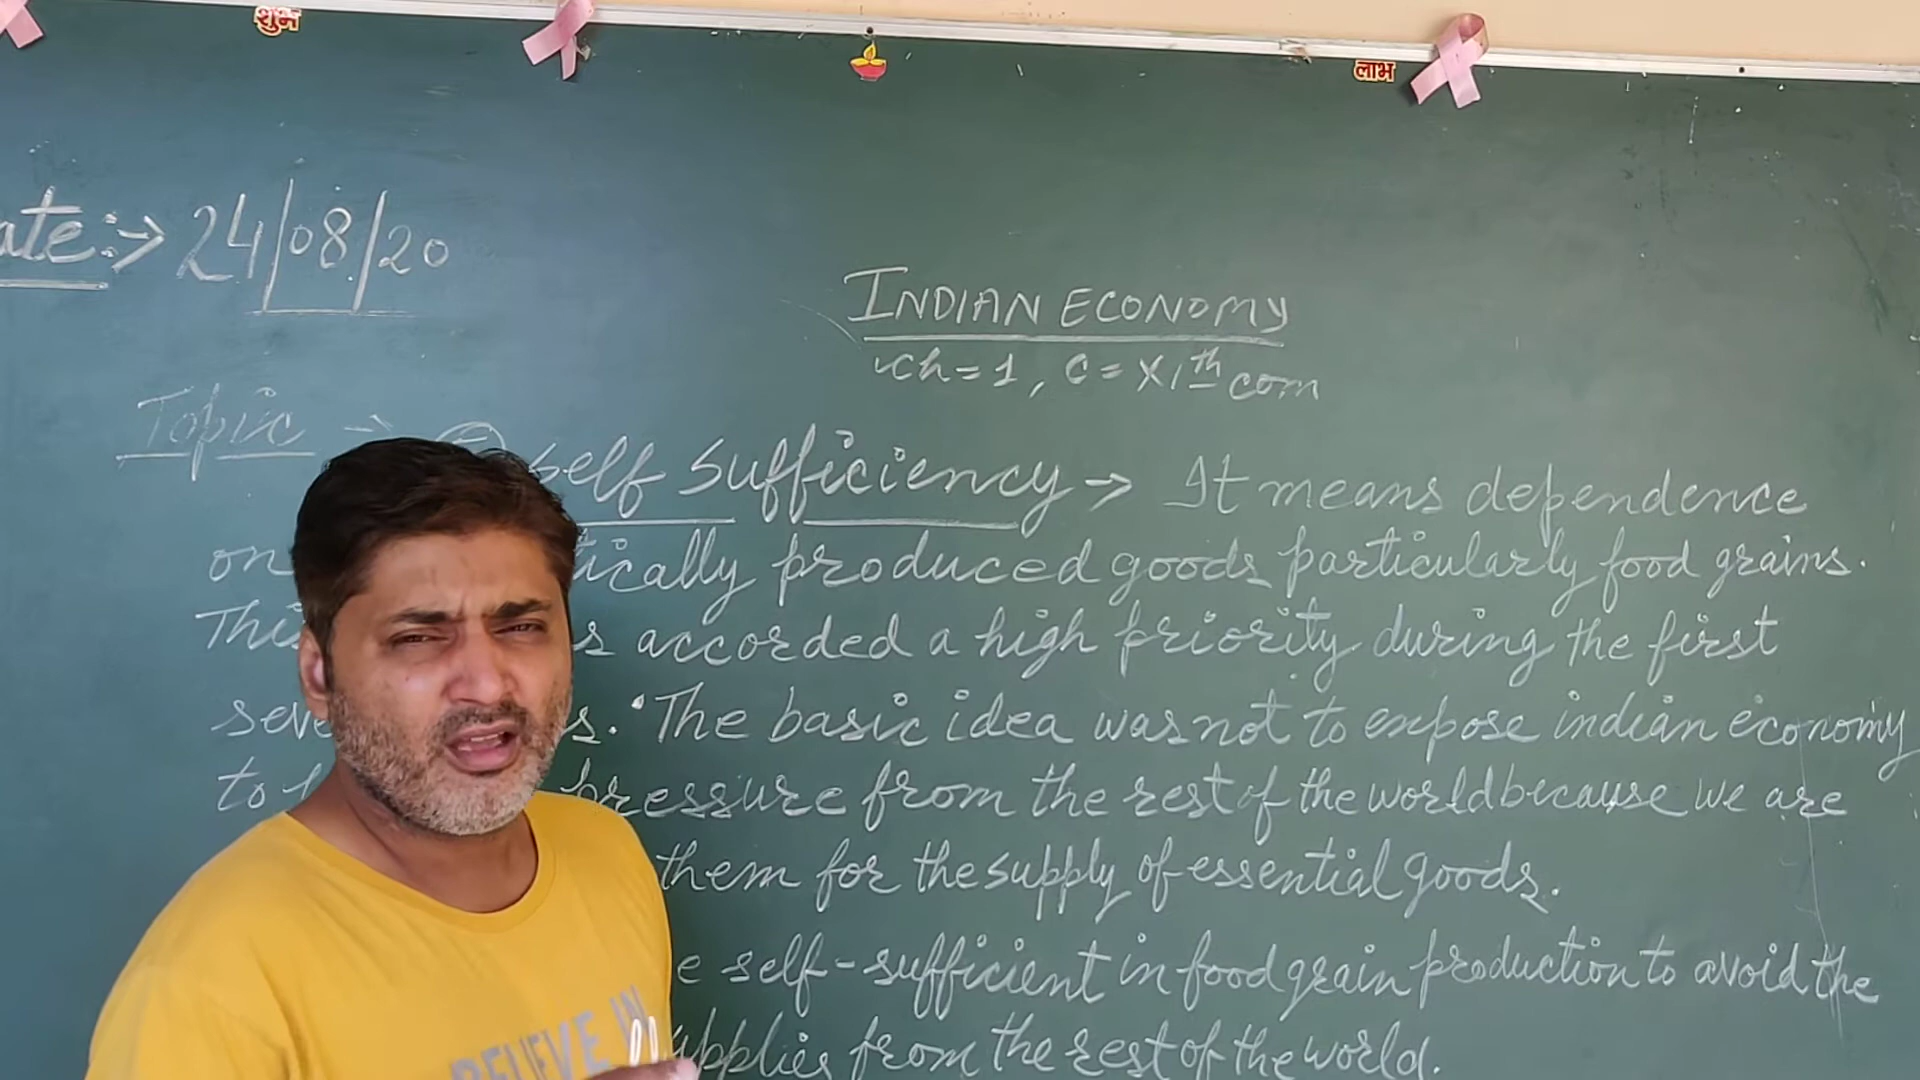 शुभ
लाभ
24/08/20
INDIAN ECONOMY
Ch=1, C=XIth com
Topic → self Sufficiency → It means dependence
on produced goods particularly food grains.
accorded a high priority during the first
The basic idea was not to expose indian economy
to pressure from the rest of the world because we are
them for the supply of essential goods.
self-sufficient in food grain production to avoid the
from the rest of the world.
BELIEVE IN